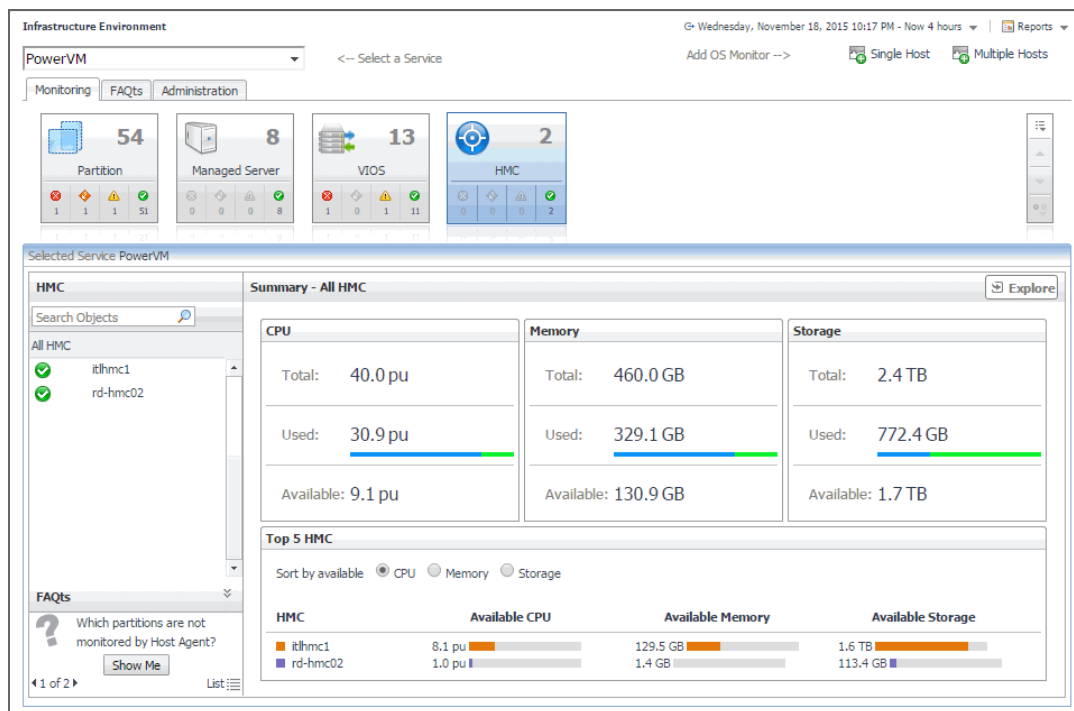 Infrastructure Environment
Wednesday, November 18, 2015 10:17 PM - Now 4 hours
Reports
PowerVM
<-- Select a Service
Add OS Monitor -->
Single Host
Multiple Hosts
Monitoring
FAQts
Administration
54
Partition
1 1 1 51
8
Managed Server
0 0 0 8
13
VIOS
1 0 1 11
2
HMC
0 0 0 2
Selected Service PowerVM
HMC
Search Objects
All HMC
itlhmc1
rd-hmc02
FAQts
Which partitions are not
monitored by Host Agent?
Show Me
1 of 2
List
Summary - All HMC
Explore
CPU
Total: 40.0 pu
Used: 30.9 pu
Available: 9.1 pu
Memory
Total: 460.0 GB
Used: 329.1 GB
Available: 130.9 GB
Storage
Total: 2.4 TB
Used: 772.4 GB
Available: 1.7 TB
Top 5 HMC
Sort by available CPU Memory Storage
HMC Available CPU Available Memory Available Storage
itlhmc1 8.1 pu 129.5 GB 1.6 TB
rd-hmc02 1.0 pu 1.4 GB 113.4 GB